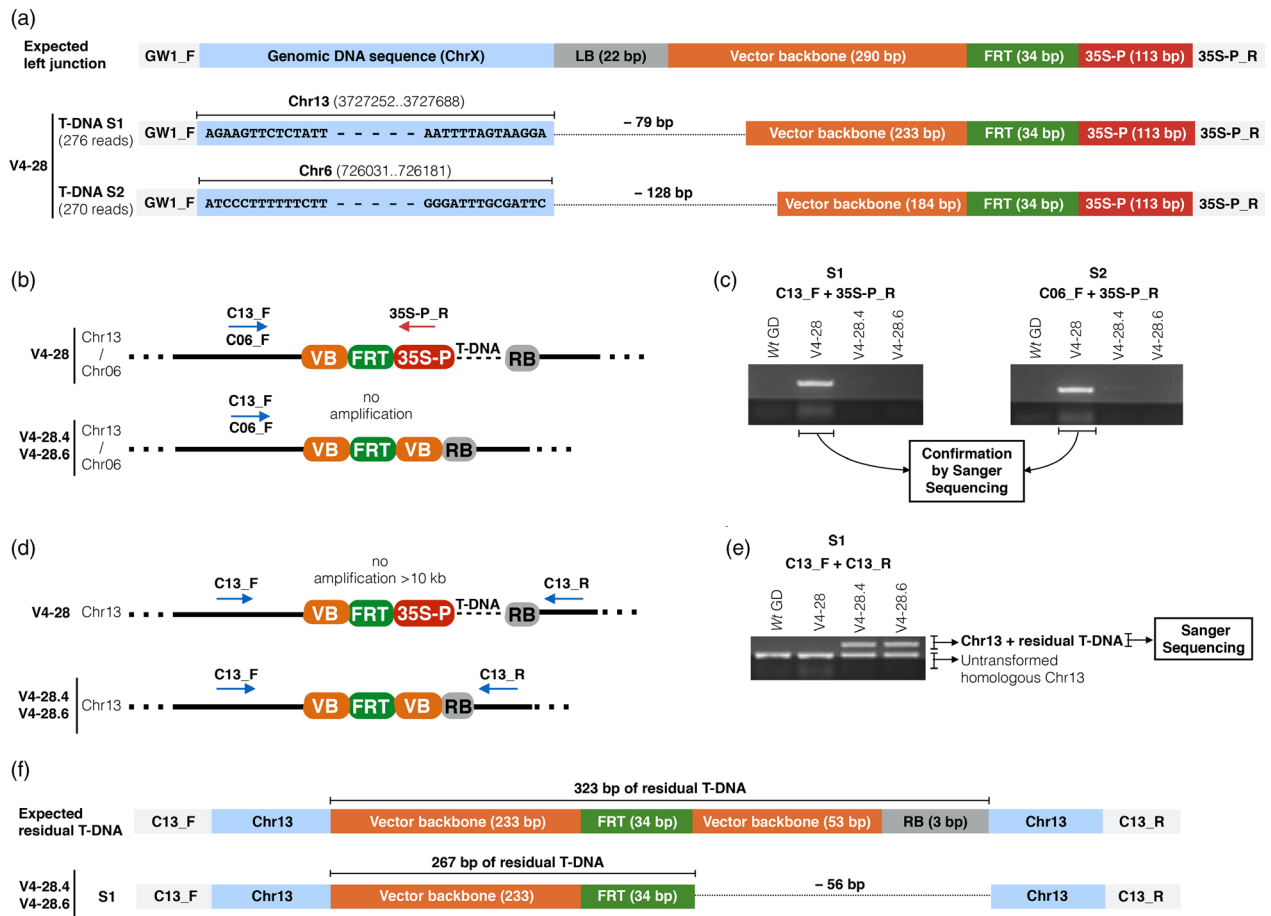 (a)
Expected
left junction
GW1_F Genomic DNA sequence (ChrX) LB (22 bp) Vector backbone (290 bp) FRT (34 bp) 35S-P (113 bp) 35S-P_R
V4-28
T-DNA S1
(276 reads)
Chr13 (3727252..3727688)
GW1_F AGAAGTTCTCTATT - - - - - AATTTTAGTAAGGA – 79 bp Vector backbone (233 bp) FRT (34 bp) 35S-P (113 bp) 35S-P_R
T-DNA S2
(270 reads)
Chr6 (726031..726181)
GW1_F ATCCCTTTTTTCTT - - - - - GGGATTTGCGATTC – 128 bp Vector backbone (184 bp) FRT (34 bp) 35S-P (113 bp) 35S-P_R
(b)
V4-28 Chr13
/
Chr06
C13_F
C06_F
35S-P_R
VB FRT 35S-P T-DNA RB
V4-28.4
V4-28.6
Chr13
/
Chr06
C13_F
C06_F
no
amplification
VB FRT VB RB
(c)
S1
C13_F + 35S-P_R
Wt GD V4-28 V4-28.4 V4-28.6
S2
C06_F + 35S-P_R
Wt GD V4-28 V4-28.4 V4-28.6
Confirmation
by Sanger
Sequencing
(d)
V4-28 Chr13
C13_F
no
amplification >10 kb
C13_R
VB FRT 35S-P T-DNA RB
V4-28.4
V4-28.6
Chr13
C13_F C13_R
VB FRT VB RB
(e)
S1
C13_F + C13_R
Wt GD V4-28 V4-28.4 V4-28.6
Chr13 + residual T-DNA
Untransformed
homologous Chr13
Sanger
Sequencing
(f)
323 bp of residual T-DNA
Expected
residual T-DNA
C13_F Chr13 Vector backbone (233 bp) FRT (34 bp) Vector backbone (53 bp) RB (3 bp) Chr13 C13_R
267 bp of residual T-DNA
V4-28.4
V4-28.6
S1 C13_F Chr13 Vector backbone (233) FRT (34 bp) – 56 bp Chr13 C13_R